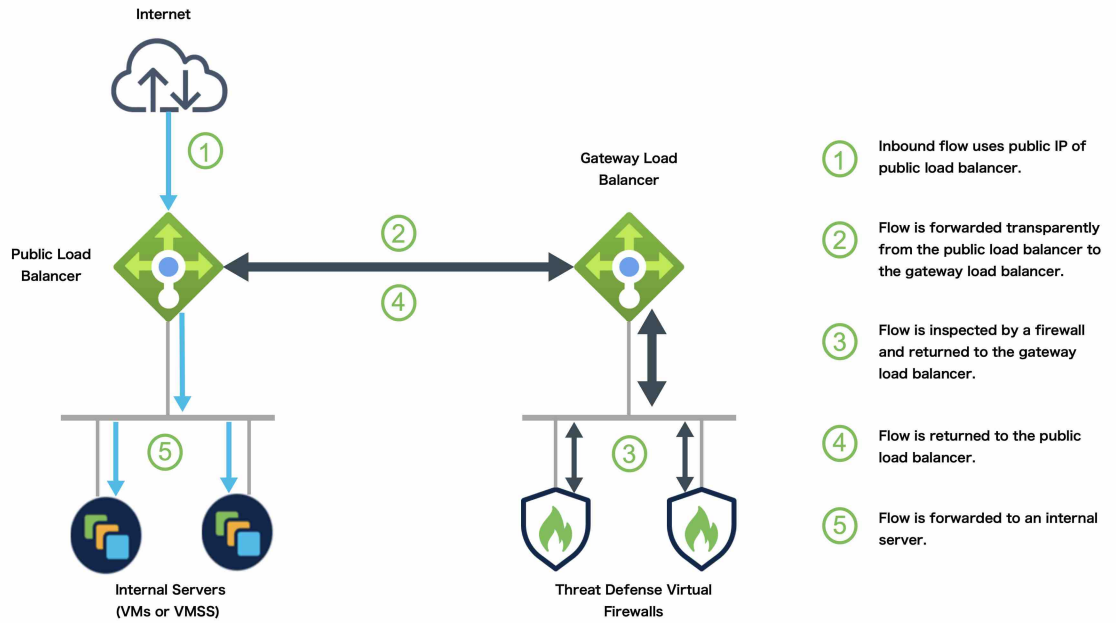 Internet
1
Gateway Load
Balancer
Public Load
Balancer
2
4
5
3
Internal Servers
(VMs or VMSS)
Threat Defense Virtual
Firewalls
1
Inbound flow uses public IP of
public load balancer.
2
Flow is forwarded transparently
from the public load balancer to
the gateway load balancer.
3
Flow is inspected by a firewall
and returned to the gateway
load balancer.
4
Flow is returned to the public
load balancer.
5
Flow is forwarded to an internal
server.